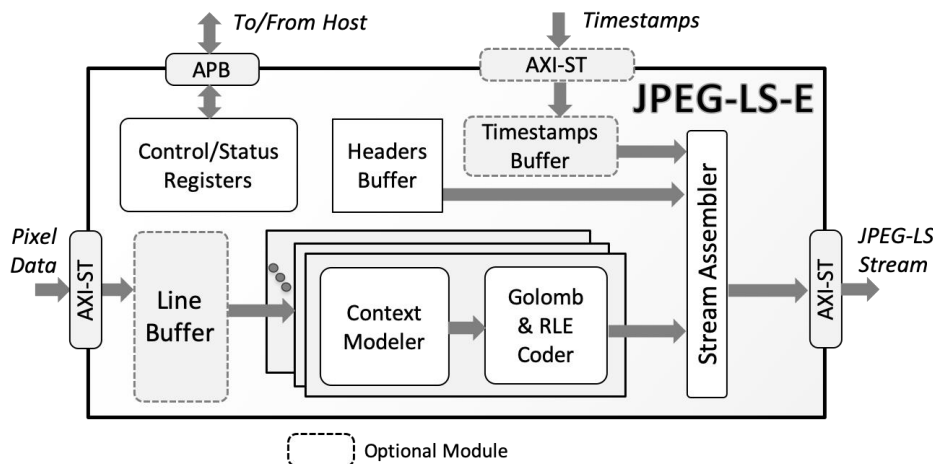 To/From Host
Timestamps
APB
AXI-ST
JPEG-LS-E
Control/Status
Registers
Headers
Buffer
Timestamps
Buffer
Stream Assembler
Pixel
Data
AXI-ST
Line
Buffer
Context
Modeler
Golomb
& RLE
Coder
AXI-ST
JPEG-LS
Stream
Optional Module